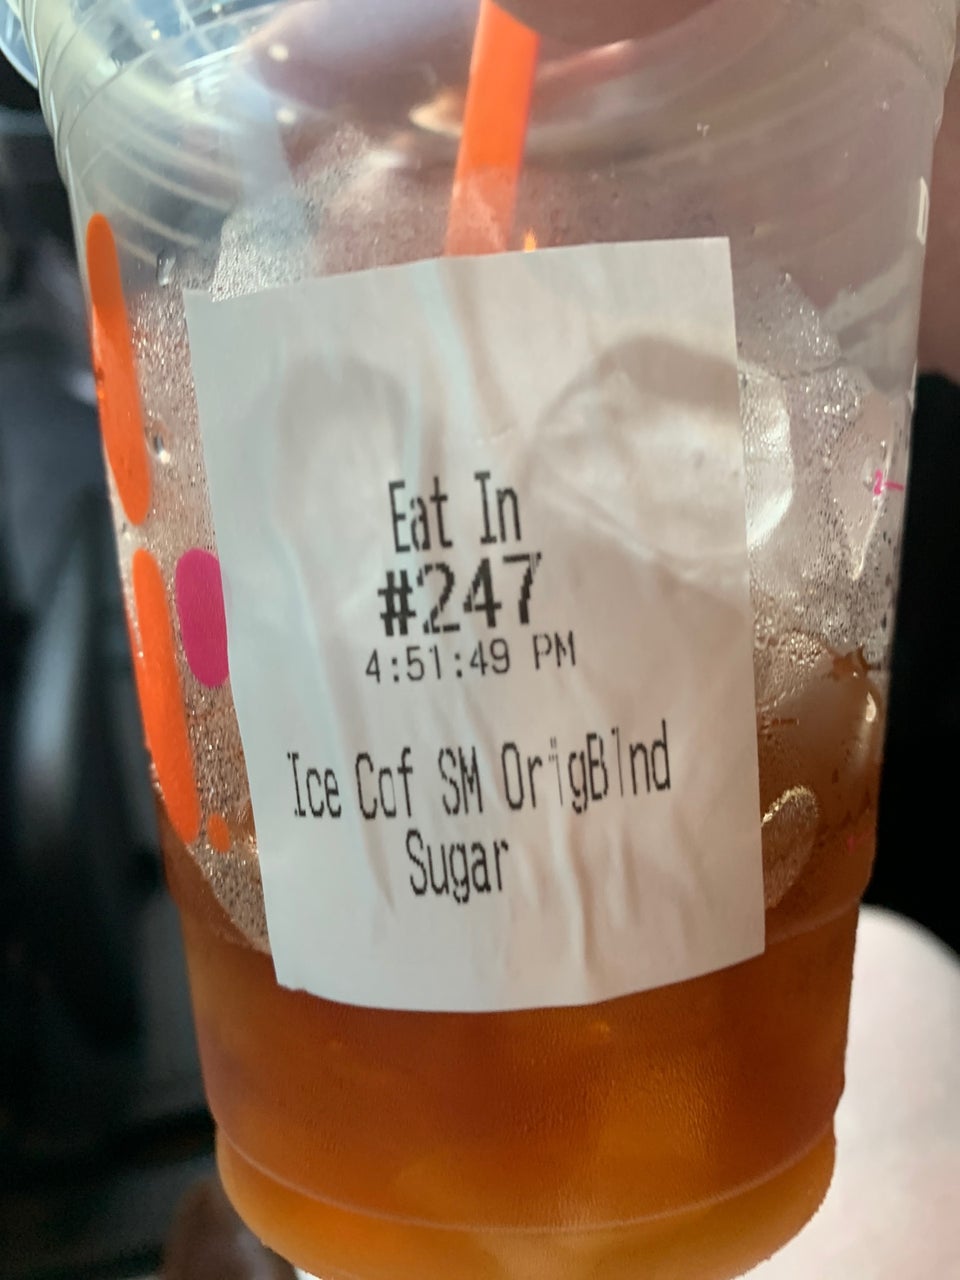 Eat In
#247
4:51:49 PM
Ice Cof SM OrigBlnd
Sugar